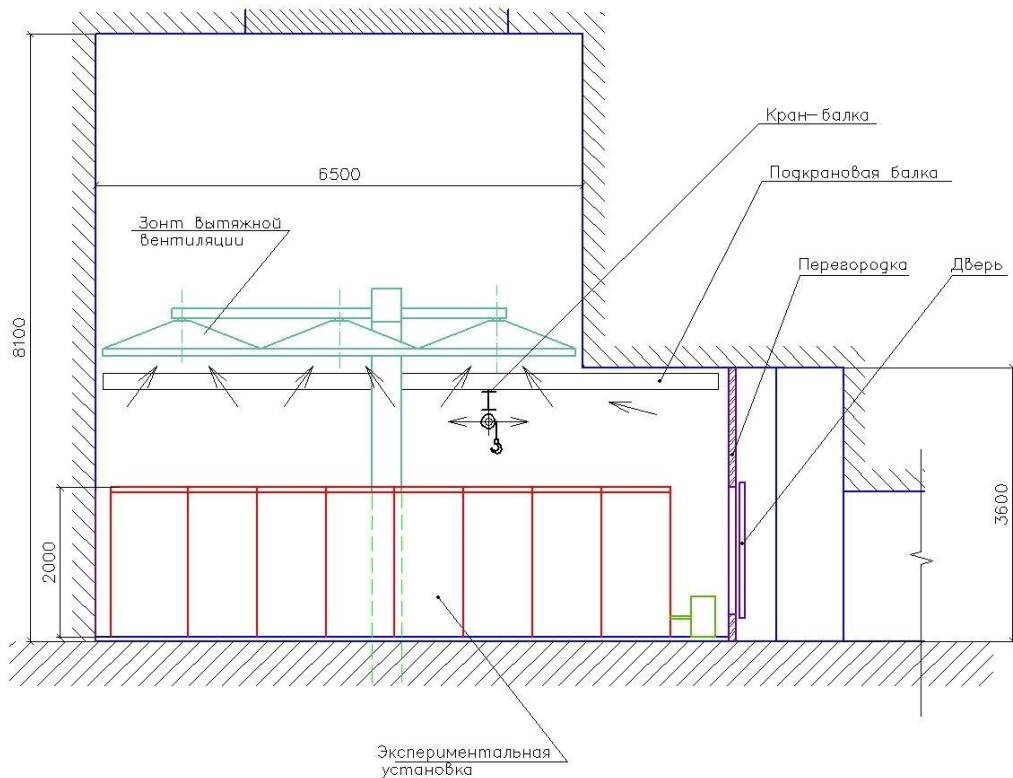 Кран-балка
Подкрановая балка
6500
Зонт вытяжной
вентиляции
Перегородка
Дверь
8100
3600
2000
Экспериментальная
установка